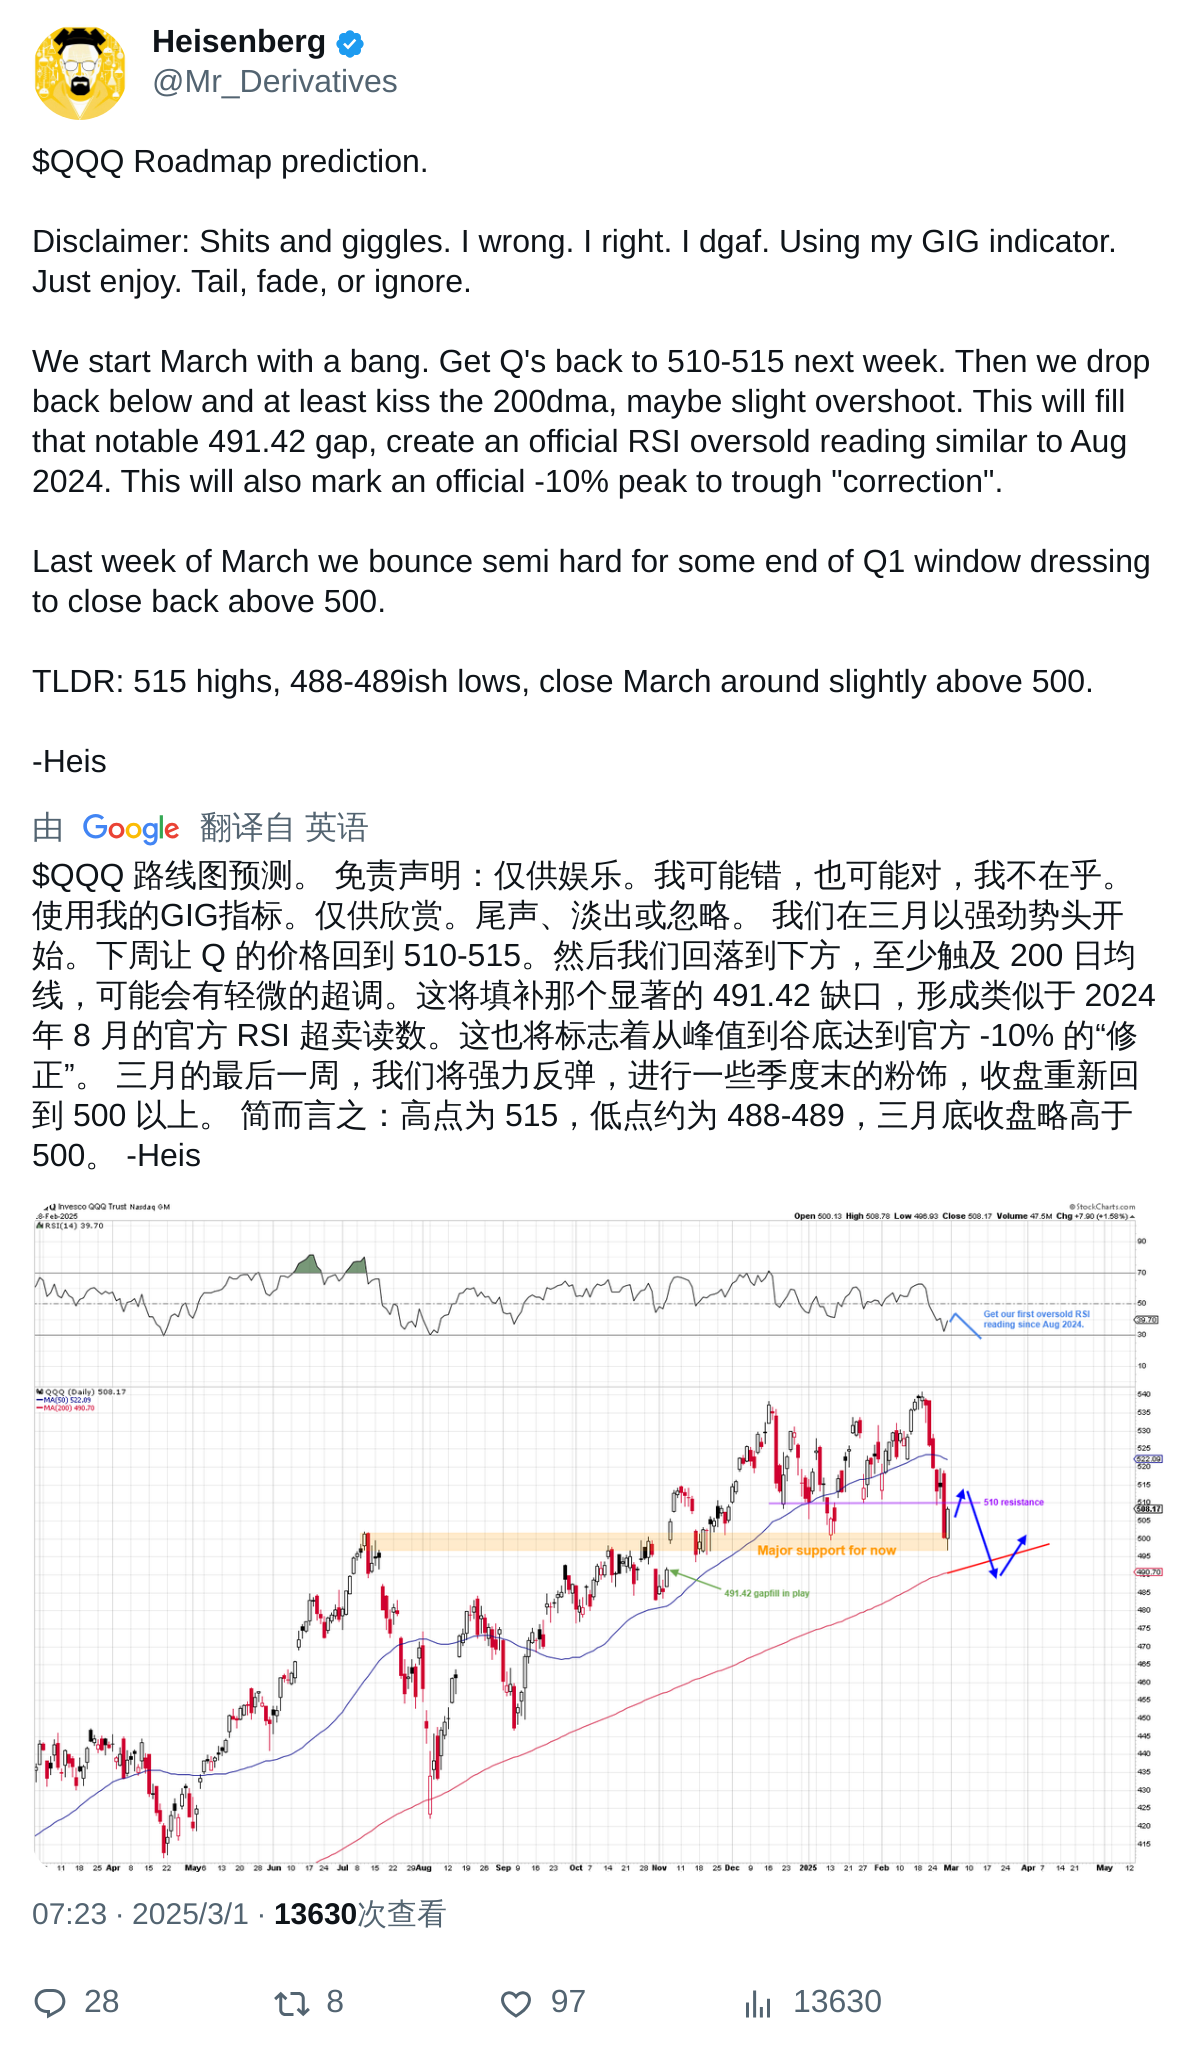 Heisenberg
@Mr_Derivatives
$QQQ Roadmap prediction.
Disclaimer: Shits and giggles. I wrong. I right. I dgaf. Using my GIG indicator.
Just enjoy. Tail, fade, or ignore.
We start March with a bang. Get Q's back to 510-515 next week. Then we drop
back below and at least kiss the 200dma, maybe slight overshoot. This will fill
that notable 491.42 gap, create an official RSI oversold reading similar to Aug
2024. This will also mark an official -10% peak to trough "correction".
Last week of March we bounce semi hard for some end of Q1 window dressing
to close back above 500.
TLDR: 515 highs, 488-489ish lows, close March around slightly above 500.
-Heis
由 Google 翻译自 英语
$QQQ 路线图预测。 免责声明：仅供娱乐。我可能错，也可能对，我不在乎。
使用我的GIG指标。仅供欣赏。尾声、淡出或忽略。 我们在三月以强劲势头开
始。下周让 Q 的价格回到 510-515。然后我们回落到下方，至少触及 200 日均
线，可能会有轻微的超调。这将填补那个显著的 491.42 缺口，形成类似于 2024
年 8 月的官方 RSI 超卖读数。这也将标志着从峰值到谷底达到官方 -10% 的“修
正”。 三月的最后一周，我们将强力反弹，进行一些季度末的粉饰，收盘重新回
到 500 以上。 简而言之：高点为 515，低点约为 488-489，三月底收盘略高于
500。 -Heis
Q Invesco QQQ Trust Nasdaq GM
© StockCharts.com
8-Feb-2025
Open 500.13 High 508.78 Low 496.93 Close 508.17 Volume 47.5M Chg +7.90 (+1.58%)
RSI(14) 39.70
90
70
50
39.70
30
10
Get our first oversold RSI
reading since Aug 2024.
QQQ (Daily) 508.17
MA(50) 522.09
MA(200) 490.70
540
535
530
525
522.09
520
515
510
508.17
505
500
495
490.70
485
480
475
470
465
460
455
450
445
440
435
430
425
420
415
510 resistance
Major support for now
491.42 gapfill in play
11 18 25 Apr 8 15 22 May 6 13 20 28 Jun 10 17 24 Jul 8 15 22 29 Aug 12 19 26 Sep 9 16 23 Oct 7 14 21 28 Nov 11 18 25 Dec 9 16 23 2025 13 21 27 Feb 10 18 24 Mar 10 17 24 Apr 7 14 21 May 12
07:23 · 2025/3/1 · 13630次查看
28 8 97 13630